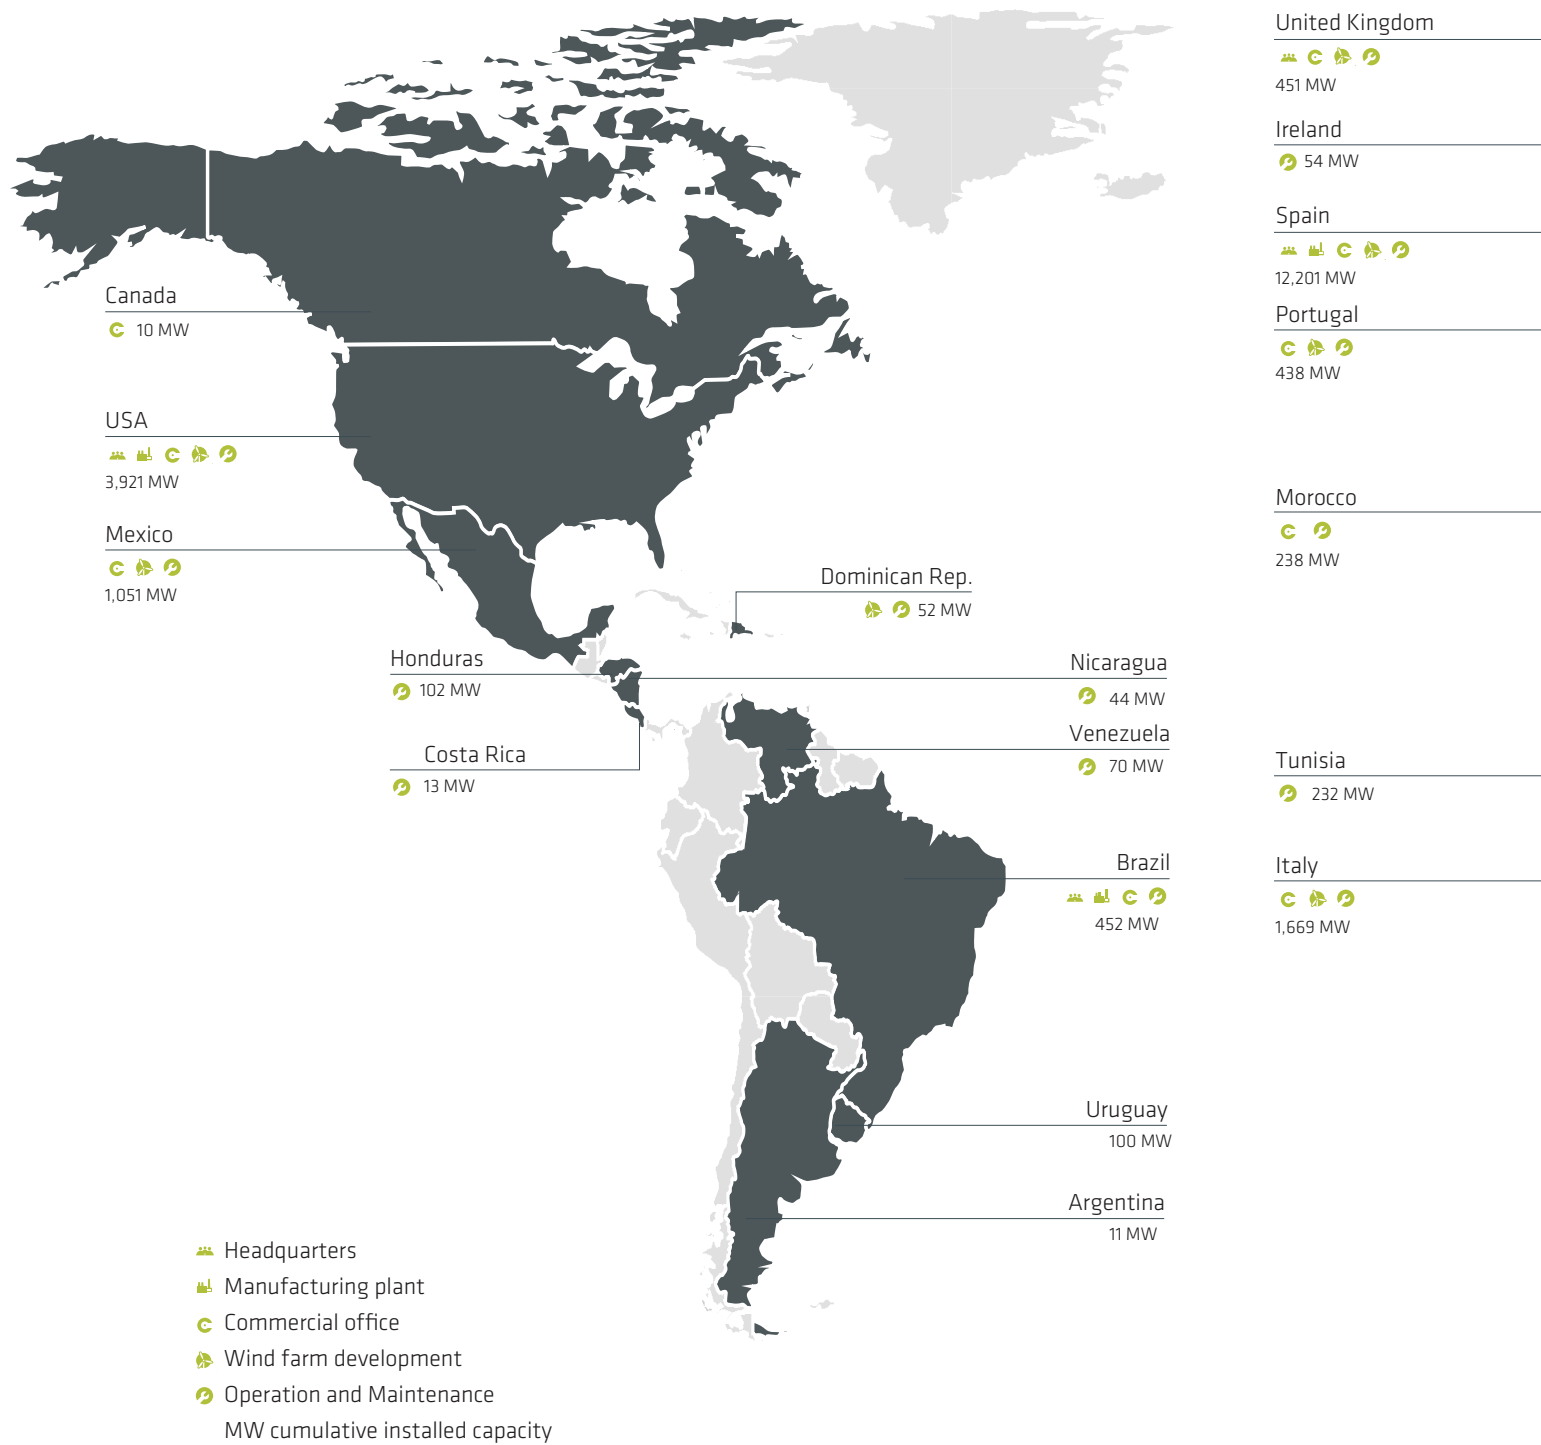 United Kingdom
451 MW
Ireland
54 MW
Spain
12,201 MW
Portugal
438 MW
Morocco
238 MW
Tunisia
232 MW
Italy
1,669 MW
Canada
10 MW
USA
3,921 MW
Mexico
1,051 MW
Dominican Rep.
52 MW
Honduras
102 MW
Nicaragua
44 MW
Costa Rica
13 MW
Venezuela
70 MW
Brazil
452 MW
Uruguay
100 MW
Argentina
11 MW
Headquarters
Manufacturing plant
Commercial office
Wind farm development
Operation and Maintenance
MW cumulative installed capacity